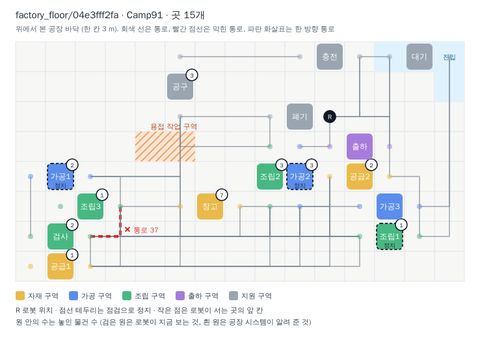 factory_floor/04e3fff2fa · Camp91 · 곳 15개
위에서 본 공장 바닥 (한 칸 3 m). 회색 선은 통로, 빨간 점선은 막힌 통로, 파란 화살표는 한 방향 통로
충전
대기
진입
공구
3
폐기
R
용접 작업 구역
출하
가공1
정지
2
조립2
3
가공2
정지
3
공급2
2
조립3
1
창고
7
가공3
검사
2
✕ 통로 37
조립1
정지
1
공급1
1
자재 구역
가공 구역
조립 구역
출하 구역
지원 구역
R 로봇 위치 · 점선 테두리는 점검으로 정지 · 작은 점은 로봇이 서는 곳의 앞 칸
원 안의 수는 놓인 물건 수 (검은 원은 로봇이 지금 보는 것, 흰 원은 공장 시스템이 알려 준 것)